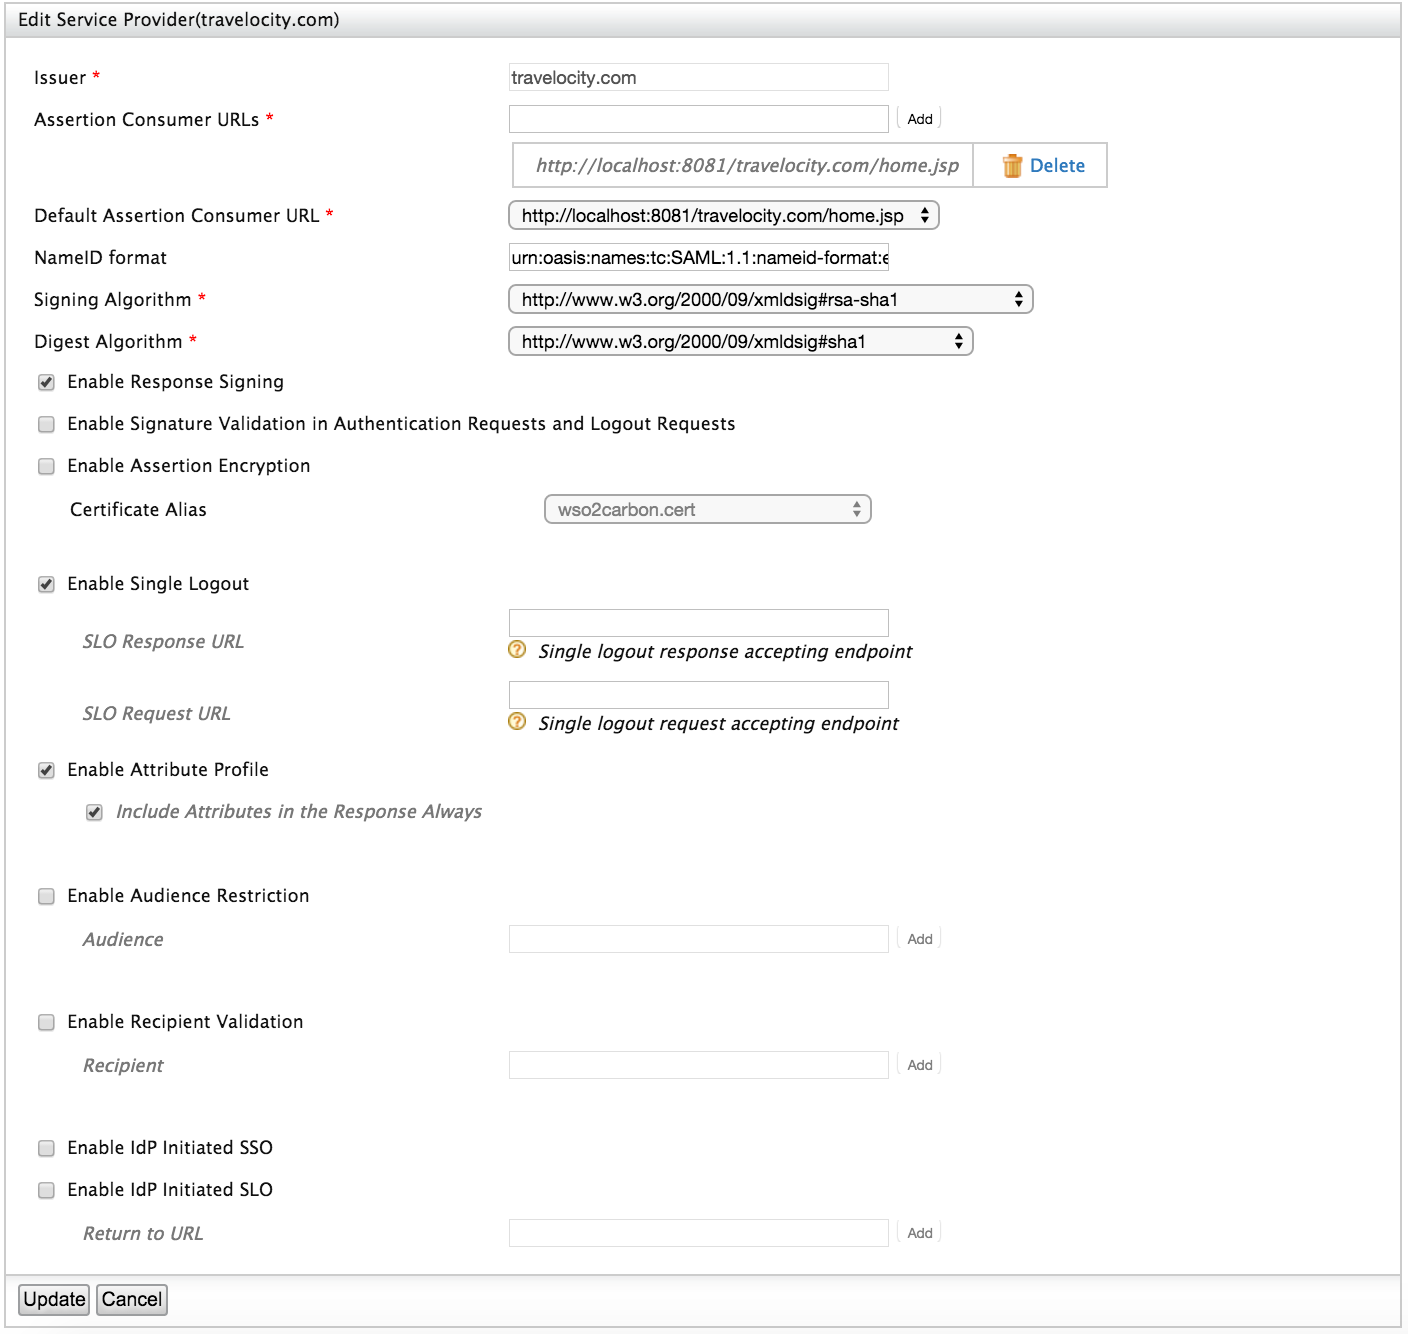 Edit Service Provider(travelocity.com)
Issuer *
travelocity.com
Assertion Consumer URLs *
Add
http://localhost:8081/travelocity.com/home.jsp
Delete
Default Assertion Consumer URL *
http://localhost:8081/travelocity.com/home.jsp
NameID format
urn:oasis:names:tc:SAML:1.1:nameid-format:e
Signing Algorithm *
http://www.w3.org/2000/09/xmldsig#rsa-sha1
Digest Algorithm *
http://www.w3.org/2000/09/xmldsig#sha1
Enable Response Signing
Enable Signature Validation in Authentication Requests and Logout Requests
Enable Assertion Encryption
Certificate Alias
wso2carbon.cert
Enable Single Logout
SLO Response URL
? Single logout response accepting endpoint
SLO Request URL
? Single logout request accepting endpoint
Enable Attribute Profile
Include Attributes in the Response Always
Enable Audience Restriction
Audience
Add
Enable Recipient Validation
Recipient
Add
Enable IdP Initiated SSO
Enable IdP Initiated SLO
Return to URL
Add
Update
Cancel